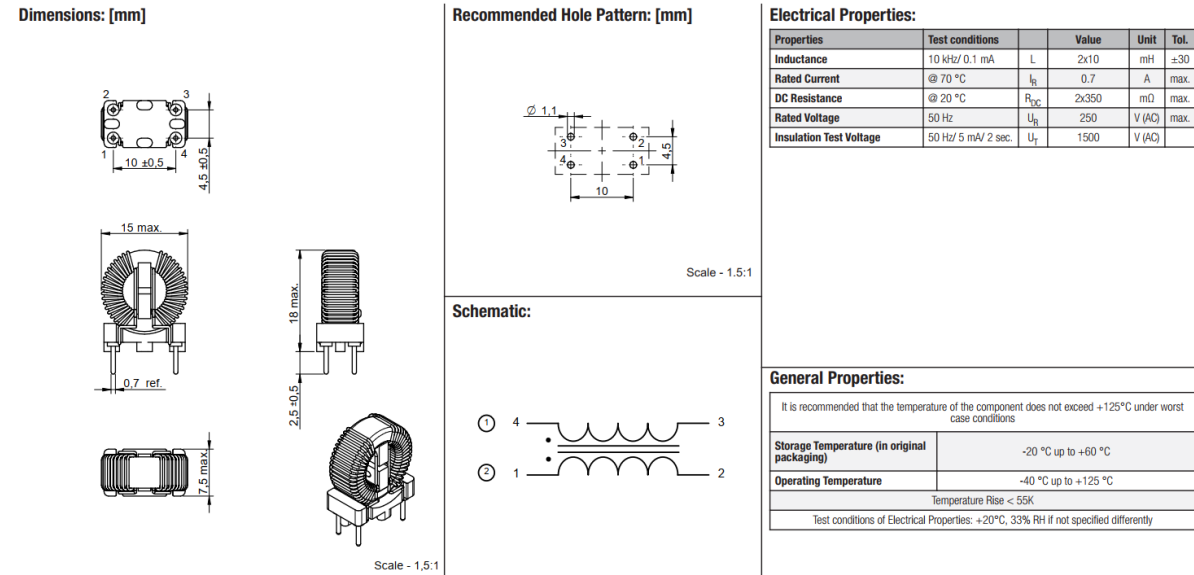 Dimensions: [mm]
2
3
1
4
10 ±0,5
4,5 ±0,5
15 max.
18 max.
0,7 ref.
2,5 ±0,5
7,5 max.
Scale - 1,5:1
Recommended Hole Pattern: [mm]
Ø 1,1
3
2
4
1
4,5
10
Scale - 1.5:1
Schematic:
1 4 3
2 1 2
Electrical Properties:
Properties Test conditions Value Unit Tol.
Inductance 10 kHz/ 0.1 mA L 2x10 mH ±30
Rated Current @ 70 °C IR 0.7 A max.
DC Resistance @ 20 °C RDC 2x350 mΩ max.
Rated Voltage 50 Hz UR 250 V (AC) max.
Insulation Test Voltage 50 Hz/ 5 mA/ 2 sec. UT 1500 V (AC)
General Properties:
It is recommended that the temperature of the component does not exceed +125°C under worst
case conditions
Storage Temperature (in original
packaging) -20 °C up to +60 °C
Operating Temperature -40 °C up to +125 °C
Temperature Rise < 55K
Test conditions of Electrical Properties: +20°C, 33% RH if not specified differently